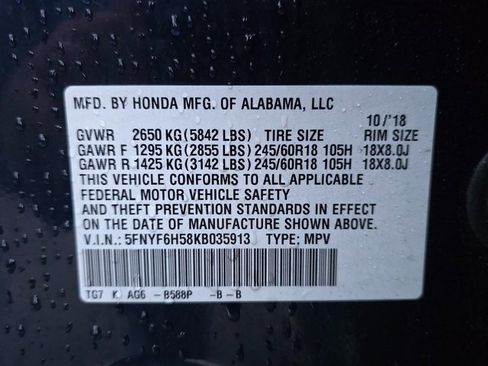 MFD. BY HONDA MFG. OF ALABAMA, LLC
10/'18
GVWR 2650 KG(5842 LBS) TIRE SIZE RIM SIZE
GAWR F 1295 KG(2855 LBS)245/60R18 105H 18X8.0J
GAWR R 1425 KG(3142 LBS)245/60R18 105H 18X8.0J
THIS VEHICLE CONFORMS TO ALL APPLICABLE
FEDERAL MOTOR VEHICLE SAFETY
AND THEFT PREVENTION STANDARDS IN EFFECT
ON THE DATE OF MANUFACTURE SHOWN ABOVE.
V.I.N.: 5FNYF6H58KB035913 TYPE: MPV
TG7 K AG6 -B588P -B-B